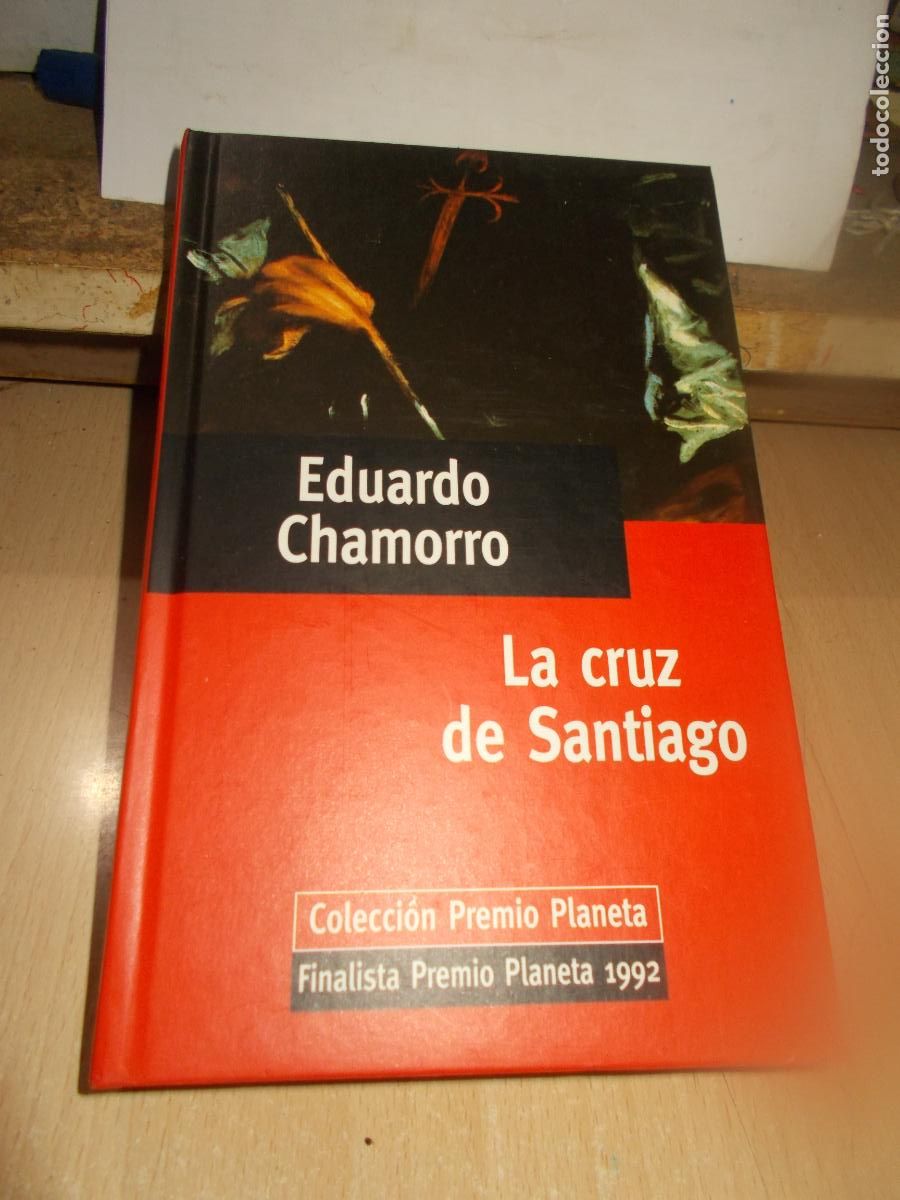 todocoleccion
Eduardo
Chamorro
La cruz
de Santiago
Colección Premio Planeta
Finalista Premio Planeta 1992